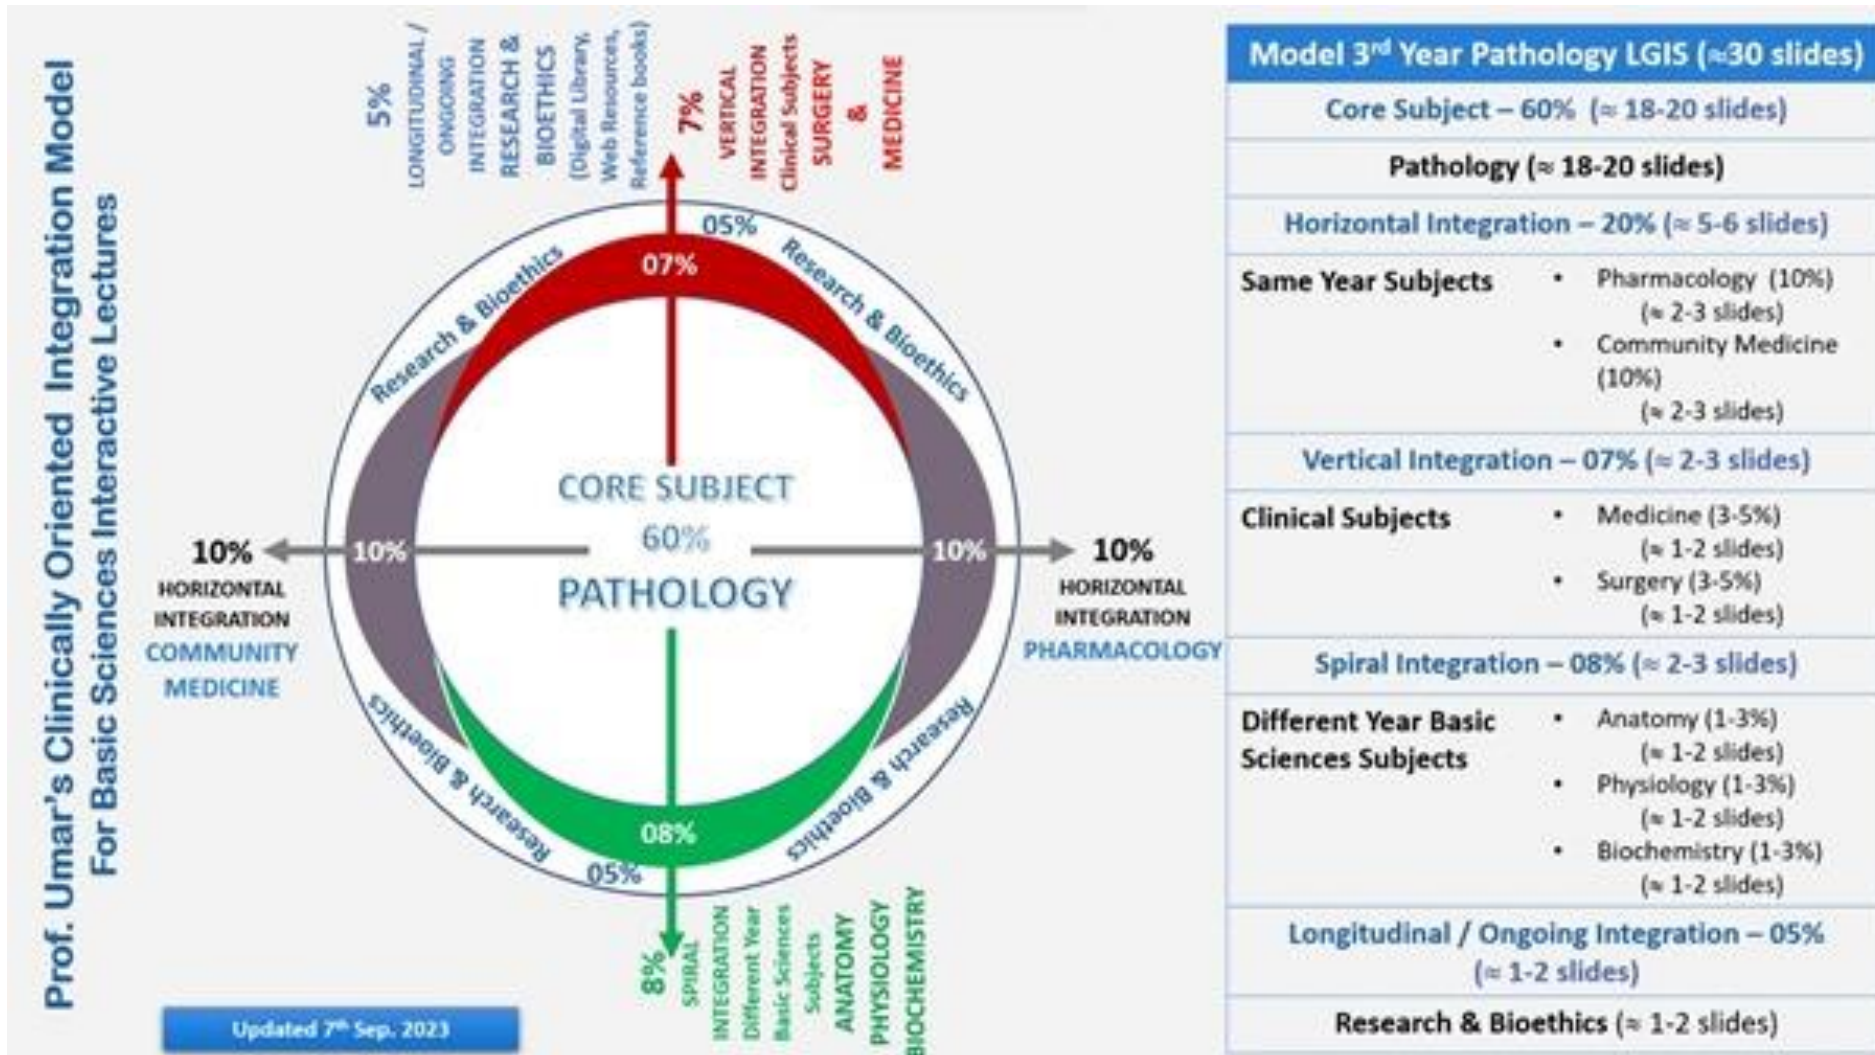 Prof. Umar's Clinically Oriented Integration Model
For Basic Sciences Interactive Lectures
5%
LONGITUDINAL /
ONGOING
INTEGRATION
RESEARCH &
BIOETHICS
(Digital Library,
Web Resources,
Reference books)
7%
VERTICAL
INTEGRATION
Clinical Subjects
SURGERY
&
MEDICINE
05%
07%
Research & Bioethics
Research & Bioethics
CORE SUBJECT
60%
PATHOLOGY
10%
10%
HORIZONTAL
INTEGRATION
COMMUNITY
MEDICINE
10%
10%
HORIZONTAL
INTEGRATION
PHARMACOLOGY
Research & Bioethics
Research & Bioethics
08%
05%
8%
SPIRAL
INTEGRATION
Different Year
Basic Sciences
Subjects
ANATOMY
PHYSIOLOGY
BIOCHEMISTRY
Updated 7th Sep. 2023
Model 3rd Year Pathology LGIS (≈30 slides)
Core Subject – 60% (≈ 18-20 slides)
Pathology (≈ 18-20 slides)
Horizontal Integration – 20% (≈ 5-6 slides)
Same Year Subjects
• Pharmacology (10%)
(≈ 2-3 slides)
• Community Medicine
(10%)
(≈ 2-3 slides)
Vertical Integration – 07% (≈ 2-3 slides)
Clinical Subjects
• Medicine (3-5%)
(≈ 1-2 slides)
• Surgery (3-5%)
(≈ 1-2 slides)
Spiral Integration – 08% (≈ 2-3 slides)
Different Year Basic
Sciences Subjects
• Anatomy (1-3%)
(≈ 1-2 slides)
• Physiology (1-3%)
(≈ 1-2 slides)
• Biochemistry (1-3%)
(≈ 1-2 slides)
Longitudinal / Ongoing Integration – 05%
(≈ 1-2 slides)
Research & Bioethics (≈ 1-2 slides)